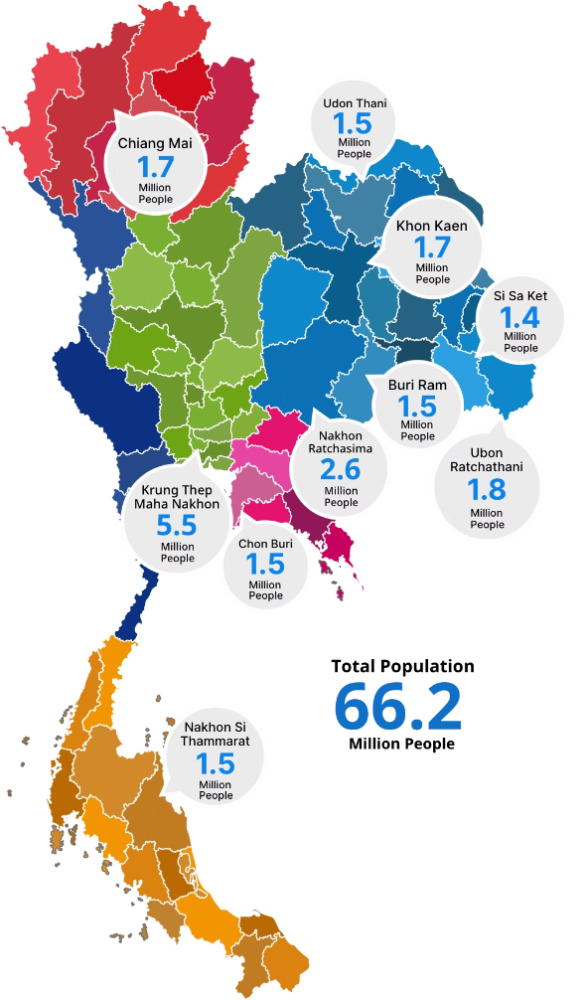 Udon Thani
1.5
Million
People
Chiang Mai
1.7
Million
People
Khon Kaen
1.7
Million
People
Si Sa Ket
1.4
Million
People
Buri Ram
1.5
Million
People
Nakhon
Ratchasima
2.6
Million
People
Ubon
Ratchathani
1.8
Million
People
Krung Thep
Maha Nakhon
5.5
Million
People
Chon Buri
1.5
Million
People
Total Population
66.2
Million People
Nakhon Si
Thammarat
1.5
Million
People